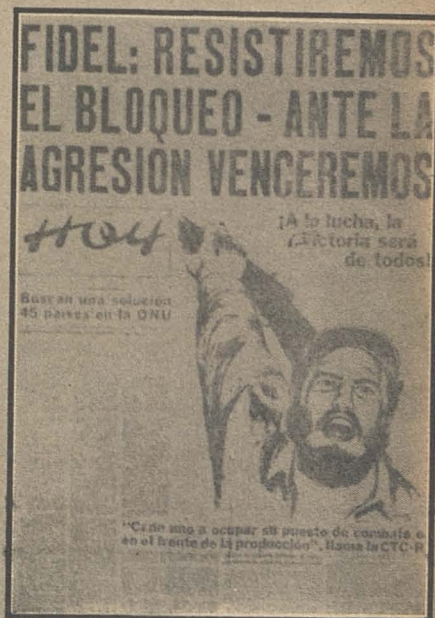 FIDEL: RESISTIREMOS
EL BLOQUEO - ANTE LA
AGRESION VENCEREMOS
HOY
¡A la lucha, la
victoria será
de todos!
Buscan una solución
45 países en la ONU
"Cada uno a ocupar su puesto de combate o
en el frente de la producción", llama la CTC-R